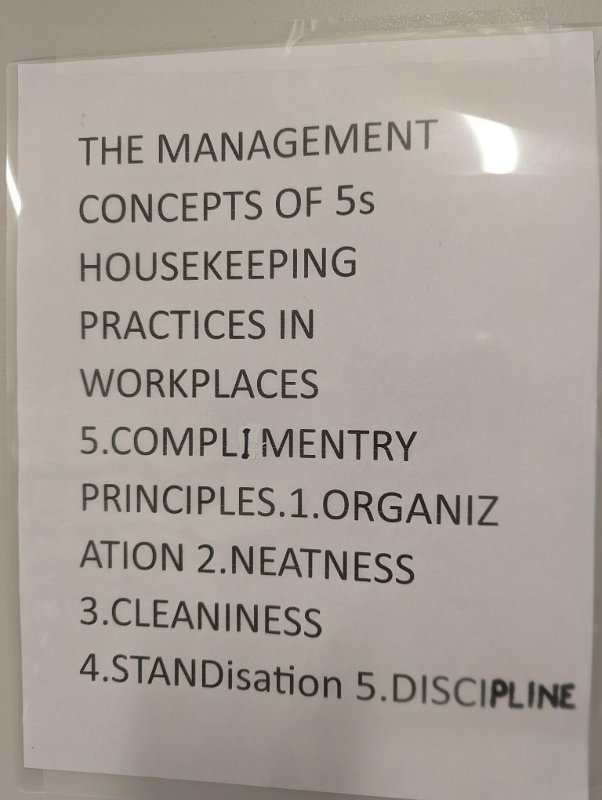 THE MANAGEMENT
CONCEPTS OF 5s
HOUSEKEEPING
PRACTICES IN
WORKPLACES
5.COMPLIMENTRY
PRINCIPLES.1.ORGANIZ
ATION 2.NEATNESS
3.CLEANINESS
4.STANDisation 5.DISCIPLINE